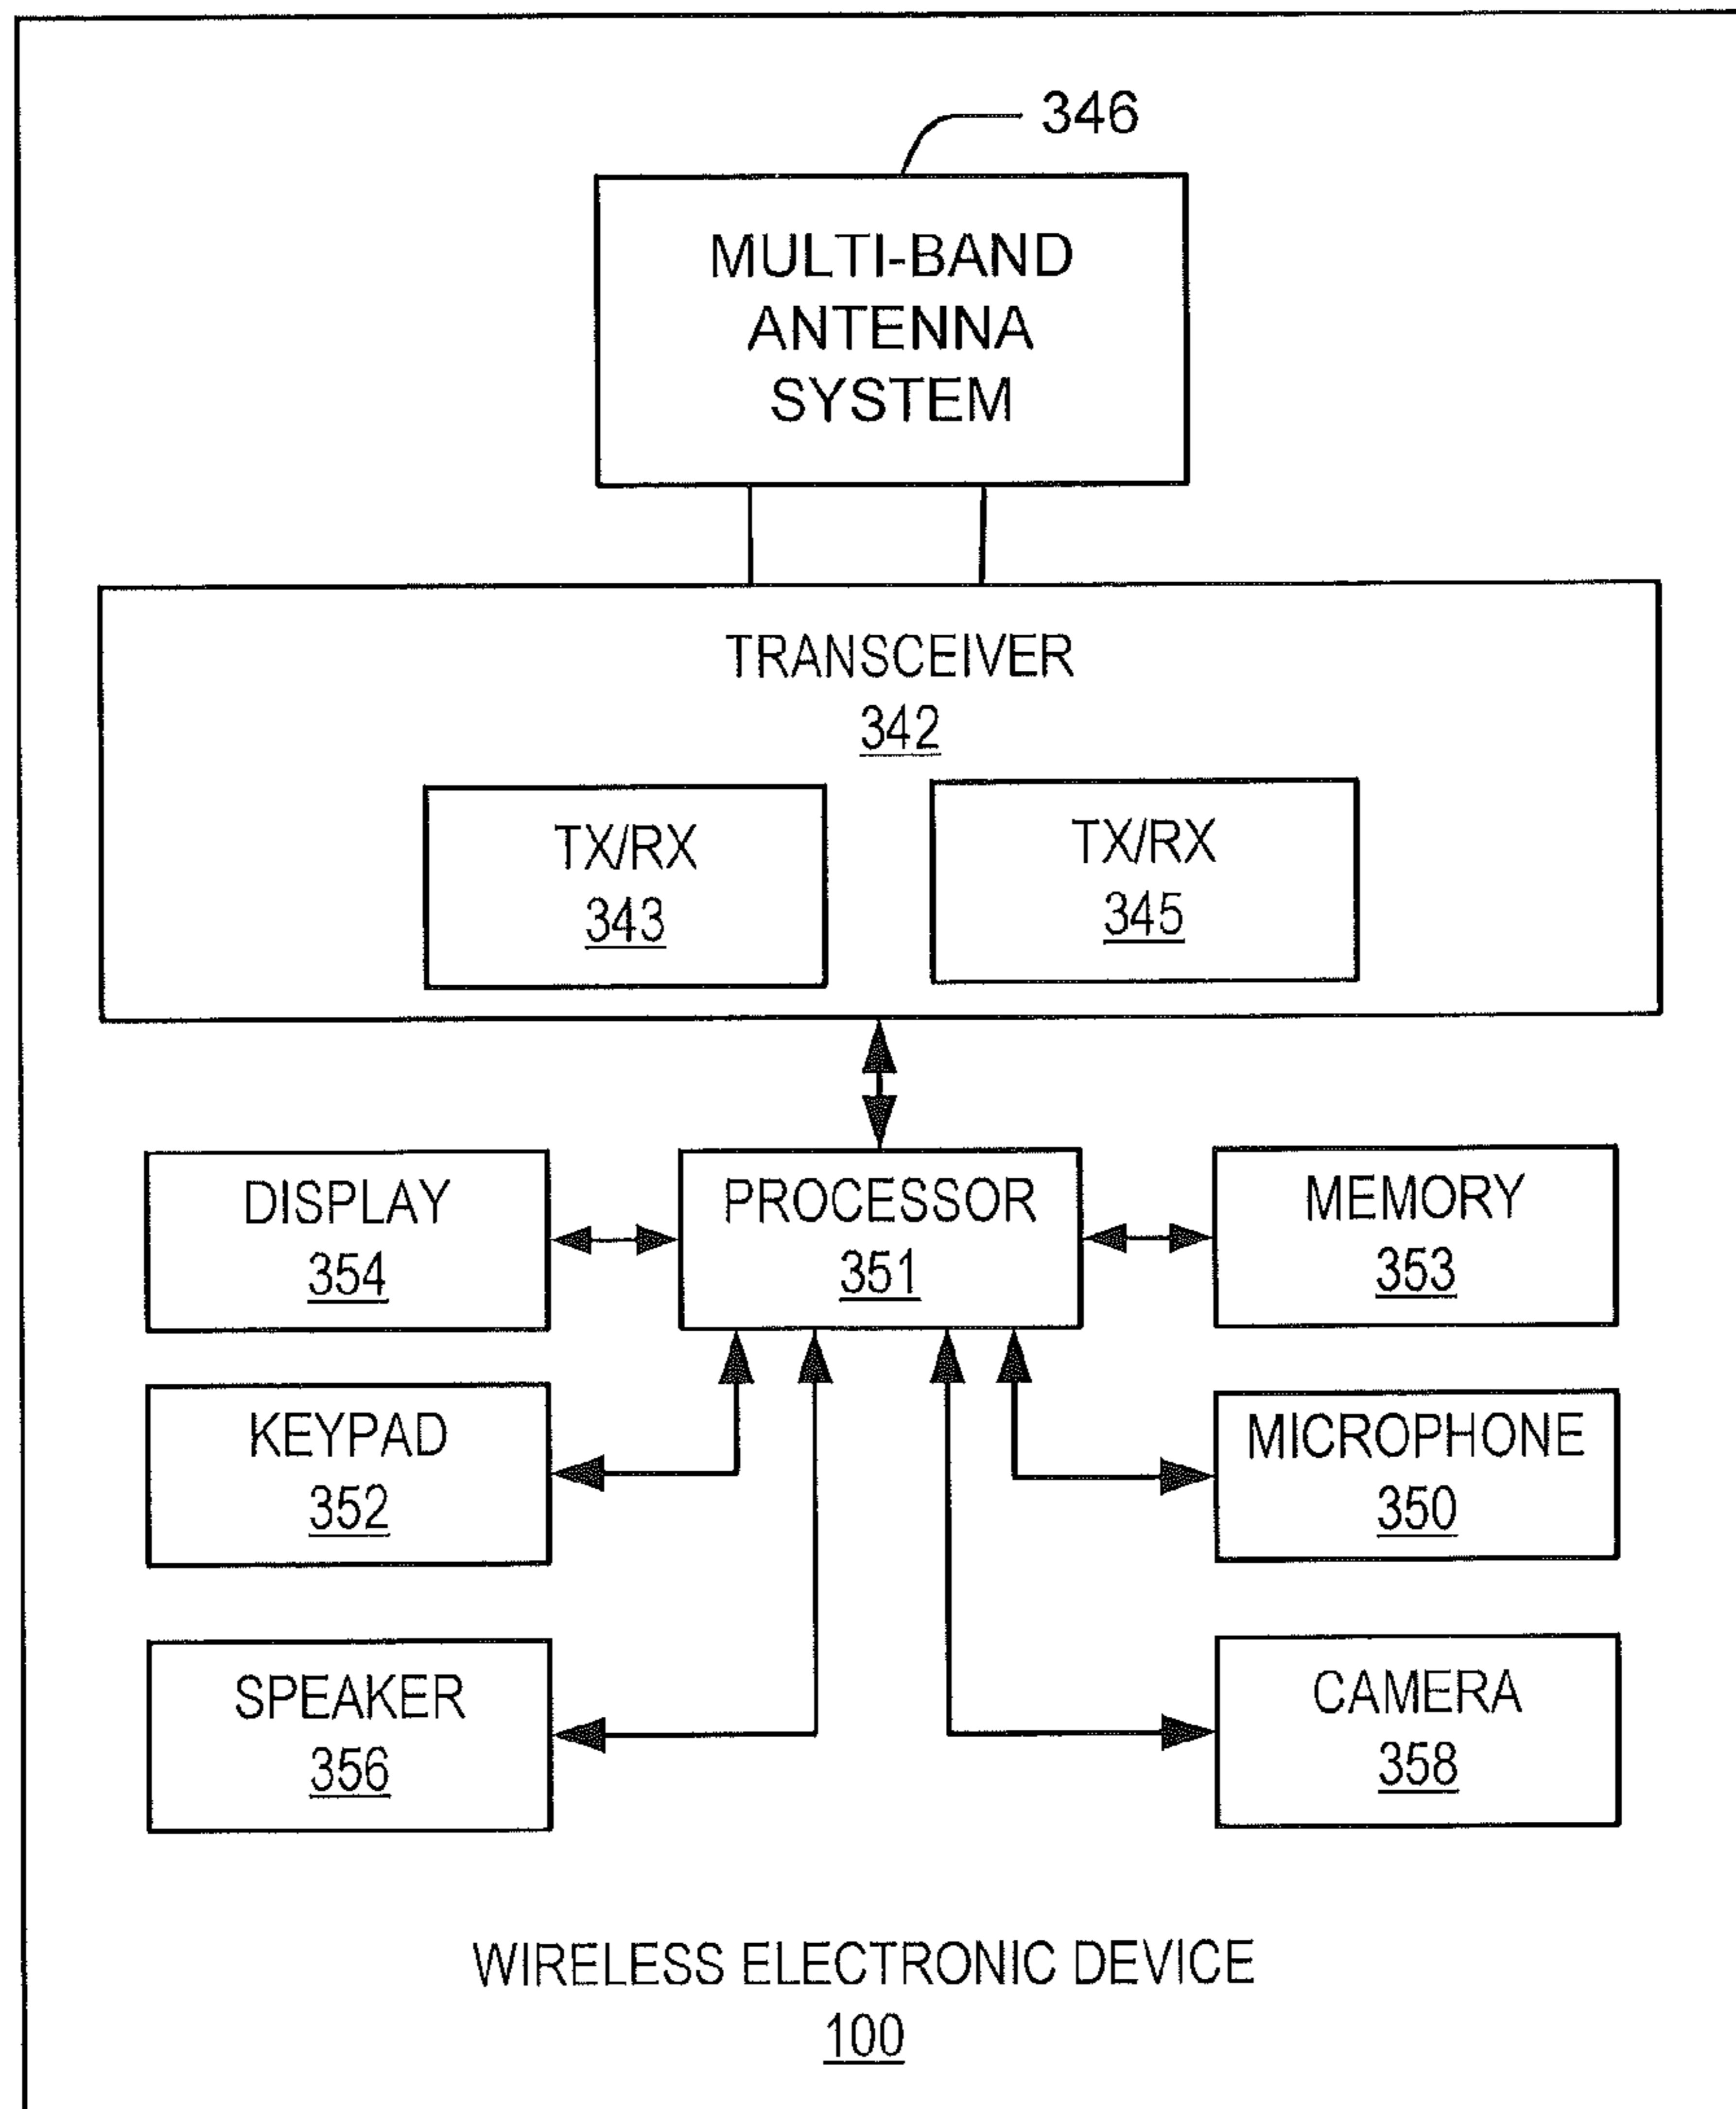 346
MULTI-BAND
ANTENNA
SYSTEM
TRANSCEIVER
342
TX/RX
343
TX/RX
345
DISPLAY
354
PROCESSOR
351
MEMORY
353
KEYPAD
352
MICROPHONE
350
SPEAKER
356
CAMERA
358
WIRELESS ELECTRONIC DEVICE
100